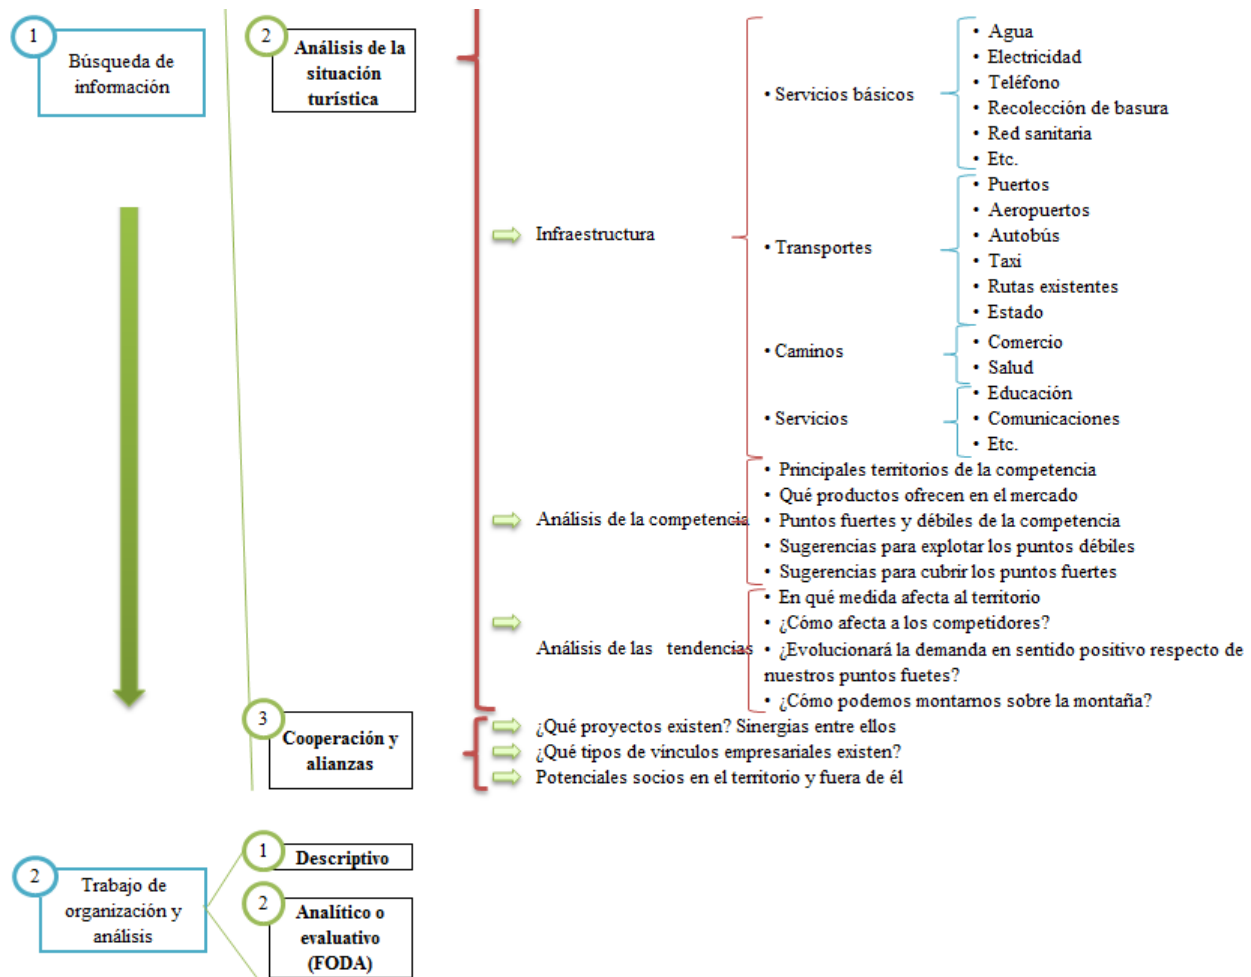 1
Búsqueda de
información
2
Análisis de la
situación
turística
Infraestructura
• Servicios básicos
• Agua
• Electricidad
• Teléfono
• Recolección de basura
• Red sanitaria
• Etc.
• Transportes
• Puertos
• Aeropuertos
• Autobús
• Taxi
• Rutas existentes
• Estado
• Caminos
• Comercio
• Salud
• Servicios
• Educación
• Comunicaciones
• Etc.
Análisis de la competencia
• Principales territorios de la competencia
• Qué productos ofrecen en el mercado
• Puntos fuertes y débiles de la competencia
• Sugerencias para explotar los puntos débiles
• Sugerencias para cubrir los puntos fuertes
Análisis de las tendencias
• En qué medida afecta al territorio
• ¿Cómo afecta a los competidores?
• ¿Evolucionará la demanda en sentido positivo respecto de
nuestros puntos fuetes?
• ¿Cómo podemos montarnos sobre la montaña?
3
Cooperación y
alianzas
¿Qué proyectos existen? Sinergias entre ellos
¿Qué tipos de vínculos empresariales existen?
Potenciales socios en el territorio y fuera de él
2
Trabajo de
organización y
análisis
1
Descriptivo
2
Analítico o
evaluativo
(FODA)